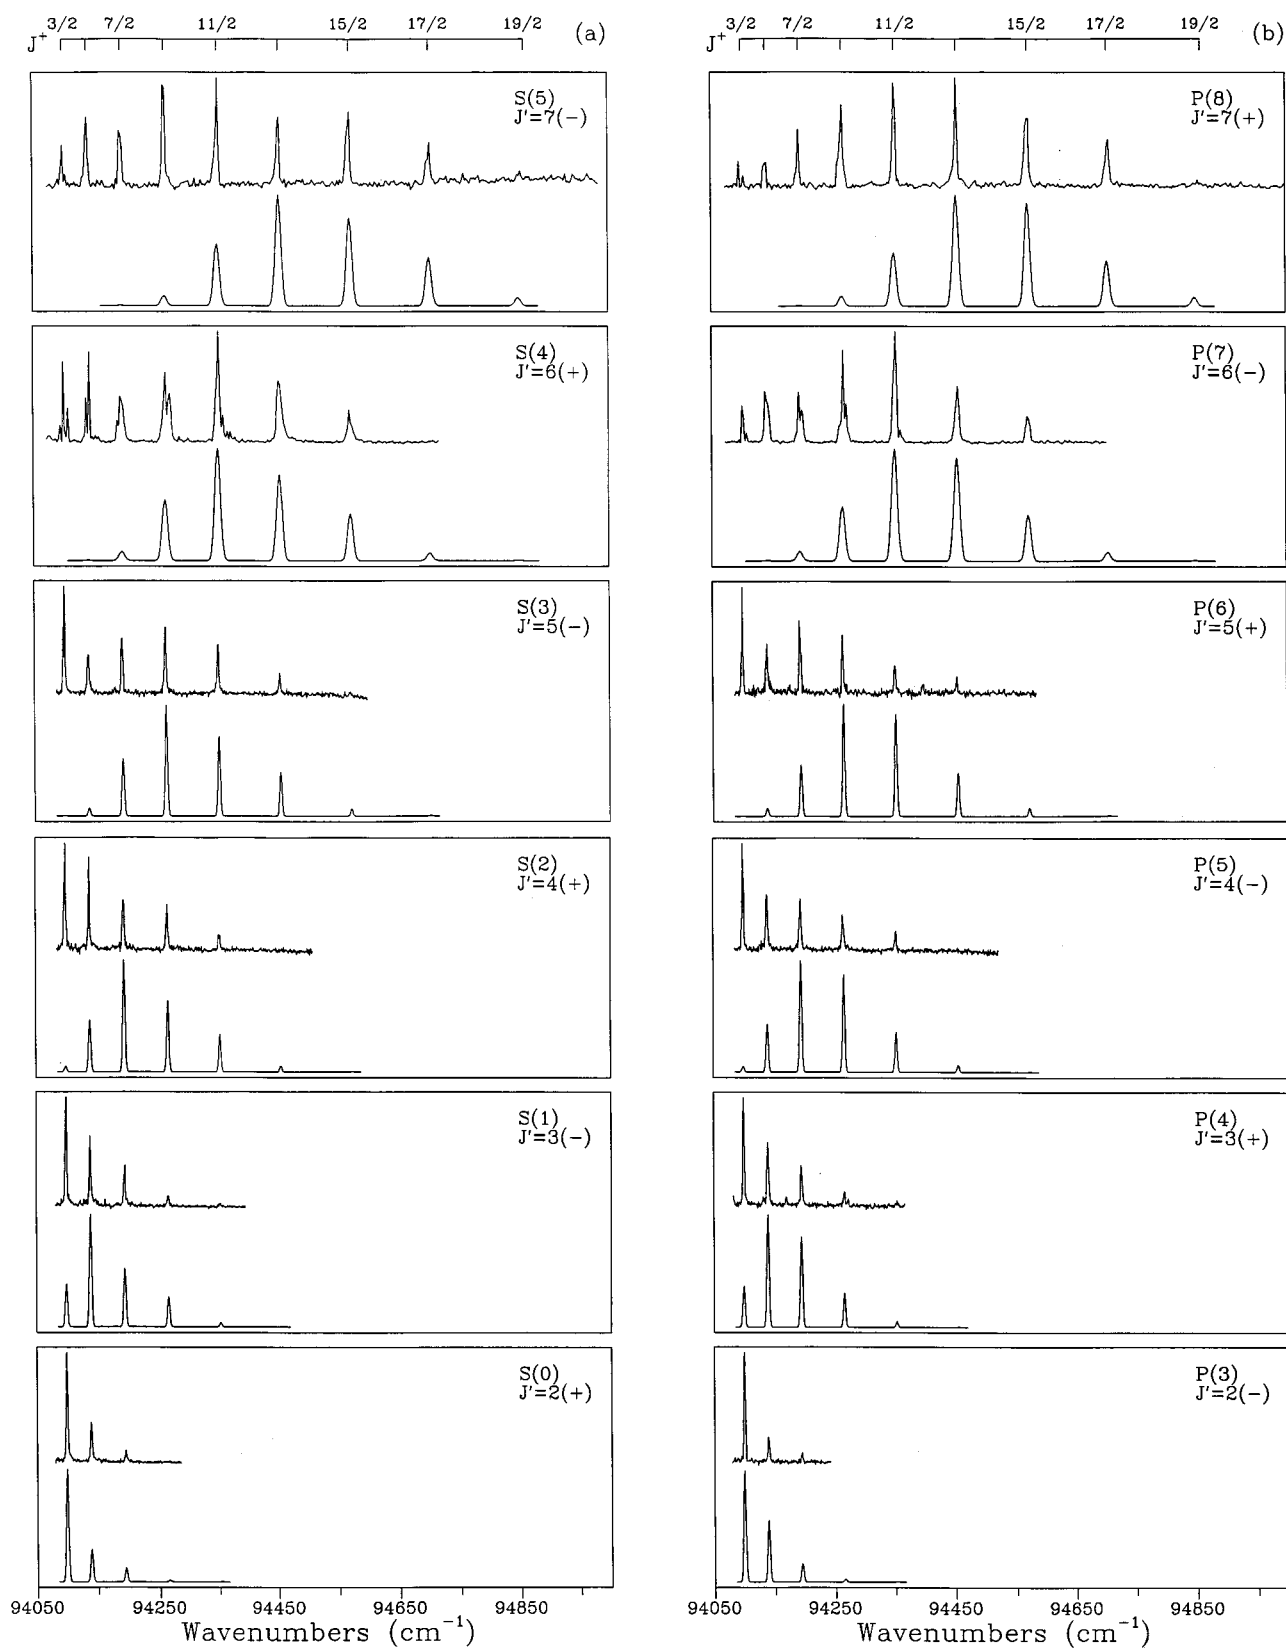 3/2 7/2 11/2 15/2 17/2 19/2 (a)
J⁺
S(5)
J'=7(-)
S(4)
J'=6(+)
S(3)
J'=5(-)
S(2)
J'=4(+)
S(1)
J'=3(-)
S(0)
J'=2(+)
94050 94250 94450 94650 94850
Wavenumbers (cm⁻¹)
3/2 7/2 11/2 15/2 17/2 19/2 (b)
J⁺
P(8)
J'=7(+)
P(7)
J'=6(-)
P(6)
J'=5(+)
P(5)
J'=4(-)
P(4)
J'=3(+)
P(3)
J'=2(-)
94050 94250 94450 94650 94850
Wavenumbers (cm⁻¹)